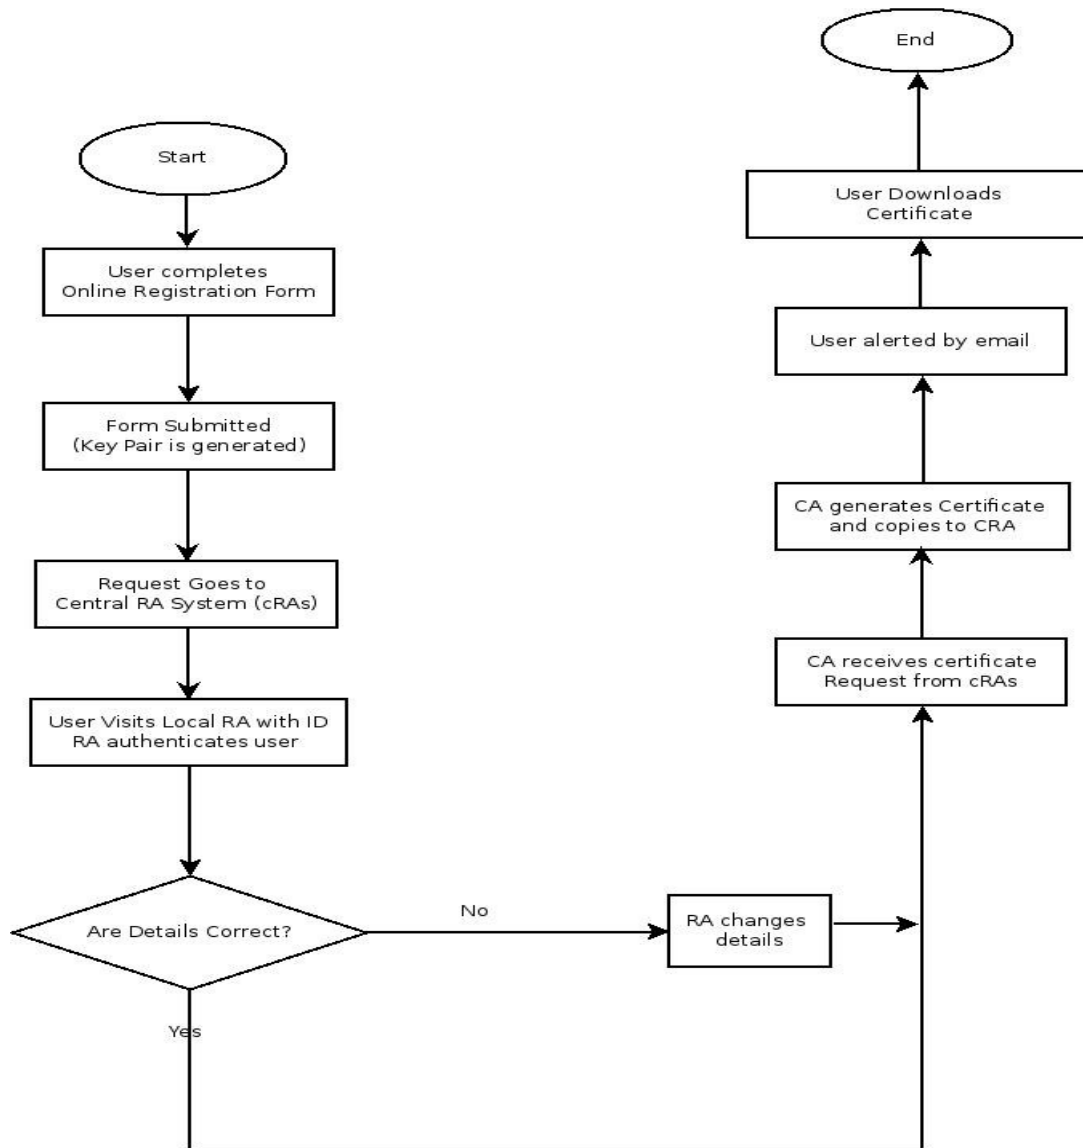 Start
User completes
Online Registration Form
Form Submitted
(Key Pair is generated)
Request Goes to
Central RA System (cRAs)
User Visits Local RA with ID
RA authenticates user
Are Details Correct?
No
Yes
RA changes
details
CA receives certificate
Request from cRAs
CA generates Certificate
and copies to CRA
User alerted by email
User Downloads
Certificate
End